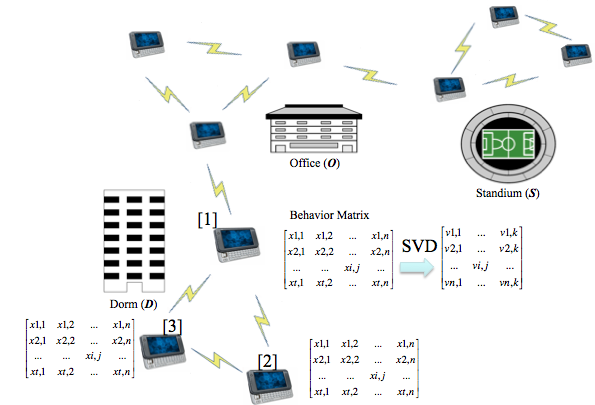 Office (O)
Standium (S)
[1]
Behavior Matrix
x1,1 x1,2 ... x1,n
x2,1 x2,2 ... x2,n
... ... xi,j ...
xt,1 xt,2 ... xt,n
SVD
v1,1 ... v1,k
v2,1 ... v2,k
... vi,j ...
vn,1 ... vn,k
Dorm (D)
[3]
x1,1 x1,2 ... x1,n
x2,1 x2,2 ... x2,n
... ... xi,j ...
xt,1 xt,2 ... xt,n
[2]
x1,1 x1,2 ... x1,n
x2,1 x2,2 ... x2,n
... ... xi,j ...
xt,1 xt,2 ... xt,n